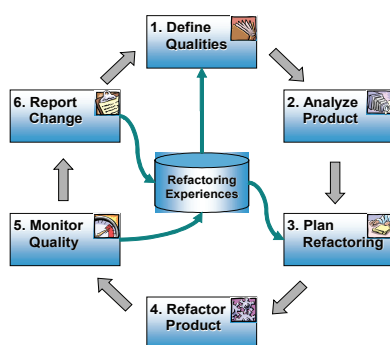 1. Define
Qualities
2. Analyze
Product
3. Plan
Refactoring
4. Refactor
Product
5. Monitor
Quality
6. Report
Change
Refactoring
Experiences